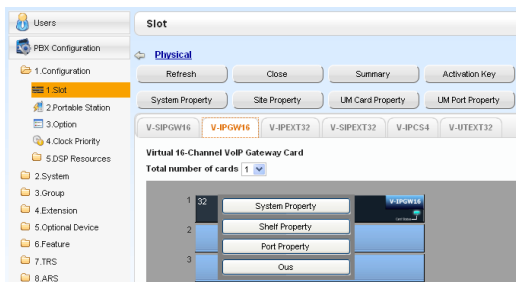 Users
PBX Configuration
1.Configuration
1.Slot
2.Portable Station
3.Option
4.Clock Priority
5.DSP Resources
2.System
3.Group
4.Extension
5.Optional Device
6.Feature
7.TRS
8.ARS
Slot
Physical
Refresh
Close
Summary
Activation Key
System Property
Site Property
UM Card Property
UM Port Property
V-SIPGW16
V-IPGW16
V-IPEXT32
V-SIPEXT32
V-IPCS4
V-UTEXT32
Virtual 16-Channel VoIP Gateway Card
Total number of cards 1
1 32
System Property
V-IPGW16
2
Shelf Property
Port Property
3
Ous